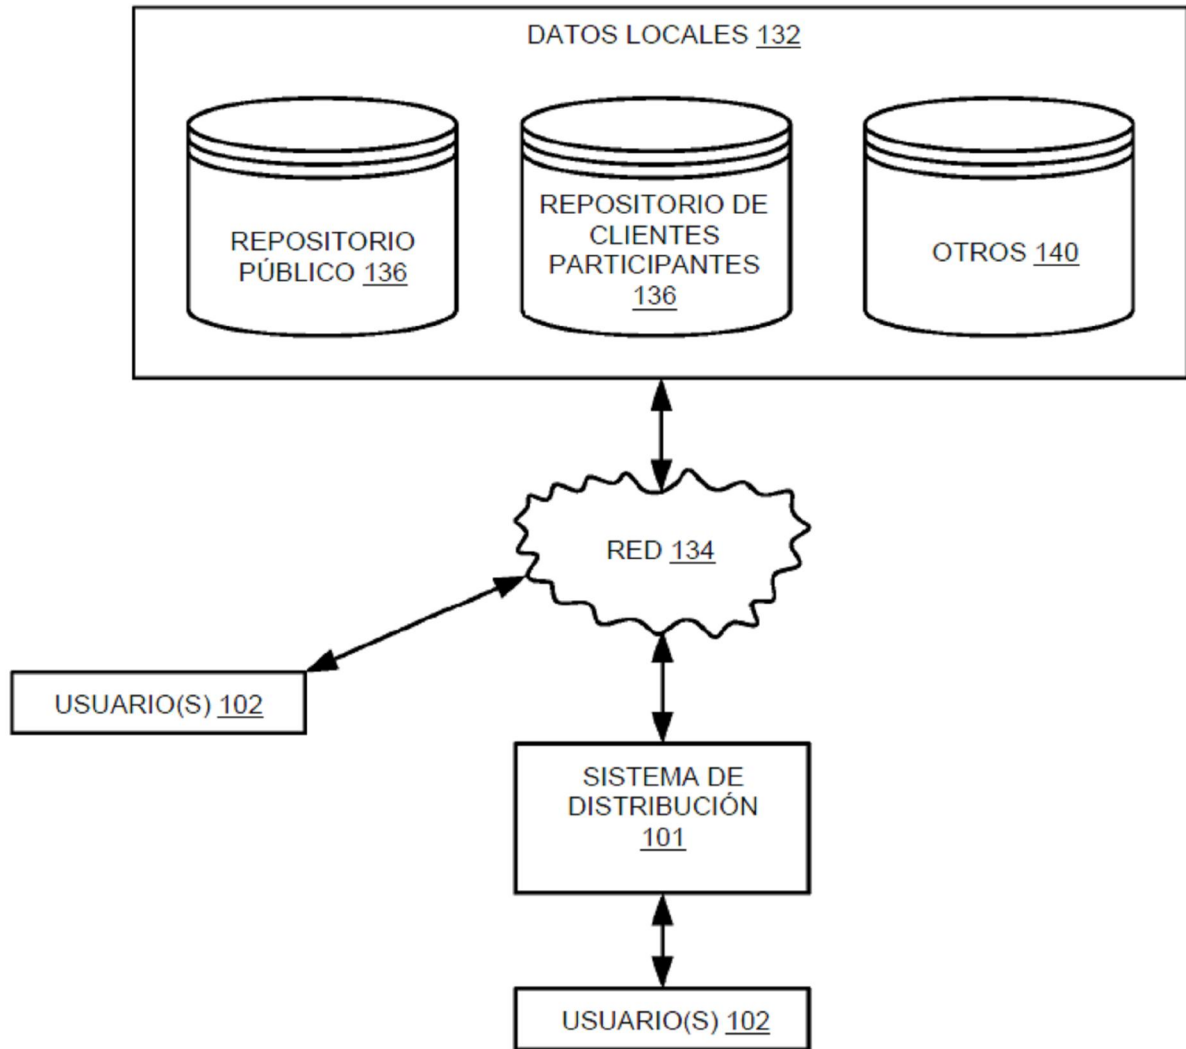 DATOS LOCALES 132
REPOSITORIO
PÚBLICO 136
REPOSITORIO DE
CLIENTES
PARTICIPANTES
136
OTROS 140
RED 134
USUARIO(S) 102
SISTEMA DE
DISTRIBUCIÓN
101
USUARIO(S) 102